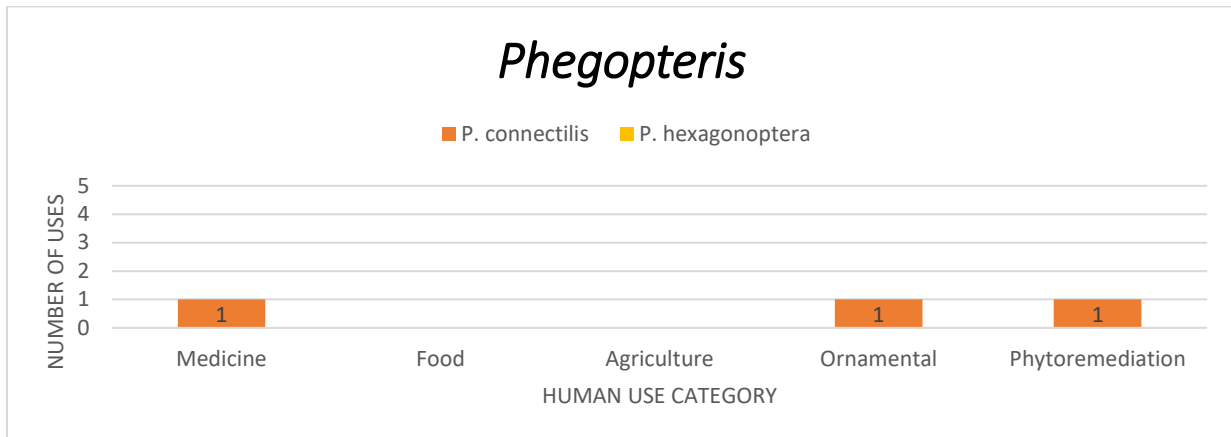 Phegopteris
P. connectilis P. hexagonoptera
NUMBER OF USES
5
4
3
2
1
0
1 1 1
Medicine Food Agriculture Ornamental Phytoremediation
HUMAN USE CATEGORY